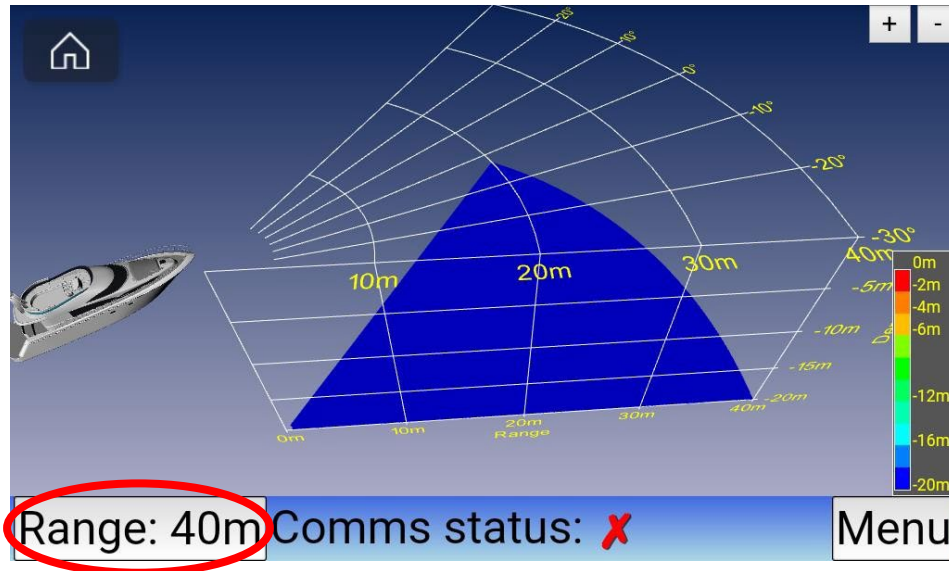 + -
-20°
-10°
0°
-10°
-20°
-30°
10m 20m 30m 40m
-5m
-10m
-15m
-20m
0m 10m 20m 30m 40m
Range
0m
-2m
-4m
-6m
-12m
-16m
-20m
Range: 40m Comms status: ✗ Menu